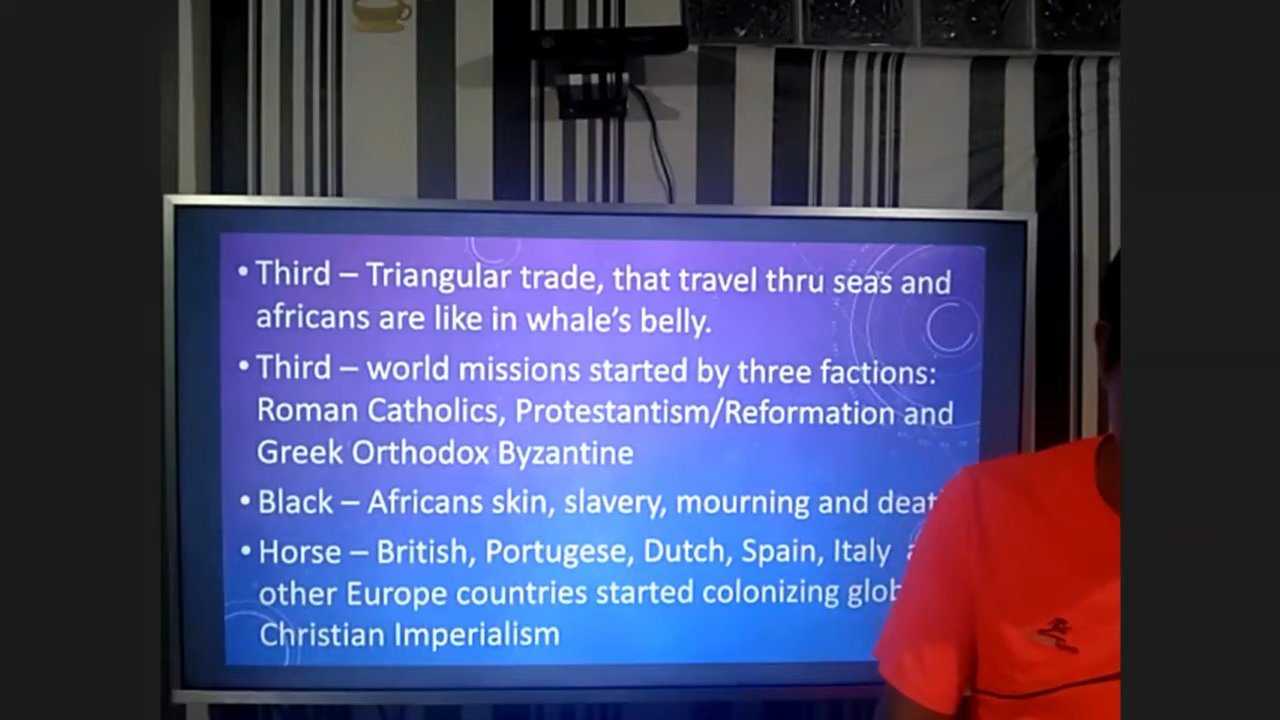 • Third – Triangular trade, that travel thru seas and
africans are like in whale's belly.
• Third – world missions started by three factions:
Roman Catholics, Protestantism/Reformation and
Greek Orthodox Byzantine
• Black – Africans skin, slavery, mourning and
• Horse – British, Portugese, Dutch, Spain, Italy
other Europe countries started colonizing
Christian Imperialism